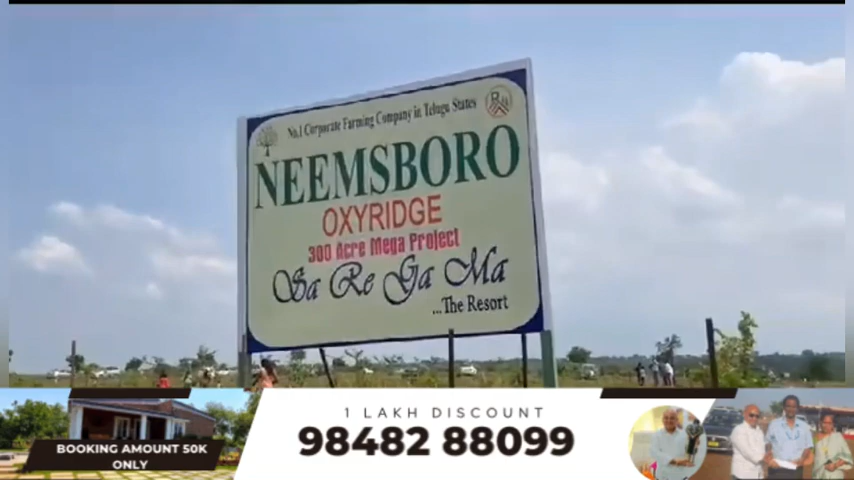 No.1 Corporate Farming Company in Telugu States
NEEMSBORO
OXYRIDGE
300 Acre Mega Project
Sa Re Ga Ma
...The Resort
1 LAKH DISCOUNT
98482 88099
BOOKING AMOUNT 50K
ONLY